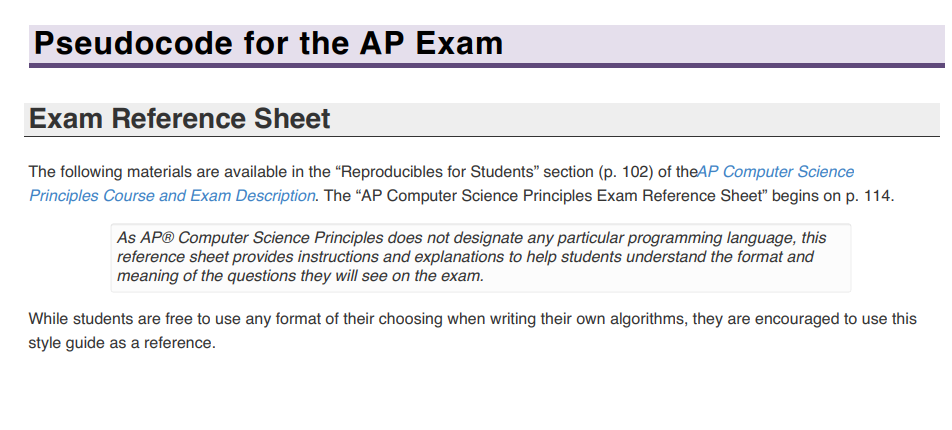 Pseudocode for the AP Exam
Exam Reference Sheet
The following materials are available in the “Reproducibles for Students” section (p. 102) of theAP Computer Science
Principles Course and Exam Description. The “AP Computer Science Principles Exam Reference Sheet” begins on p. 114.
As AP® Computer Science Principles does not designate any particular programming language, this
reference sheet provides instructions and explanations to help students understand the format and
meaning of the questions they will see on the exam.
While students are free to use any format of their choosing when writing their own algorithms, they are encouraged to use this
style guide as a reference.